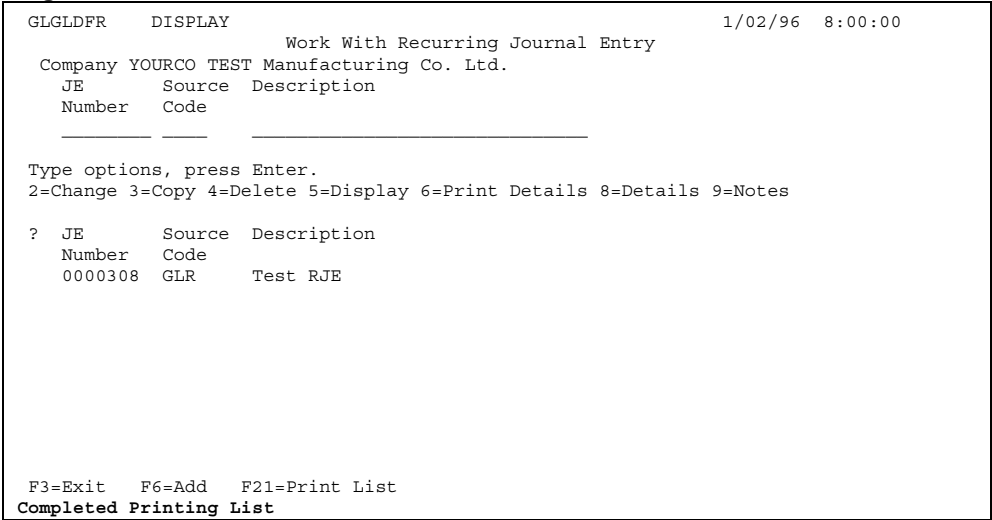 GLGLDFR DISPLAY 1/02/96 8:00:00
Work With Recurring Journal Entry
Company YOURCO TEST Manufacturing Co. Ltd.
JE Source Description
Number Code
________ ____ ______________________________
Type options, press Enter.
2=Change 3=Copy 4=Delete 5=Display 6=Print Details 8=Details 9=Notes
? JE Source Description
Number Code
0000308 GLR Test RJE
F3=Exit F6=Add F21=Print List
Completed Printing List